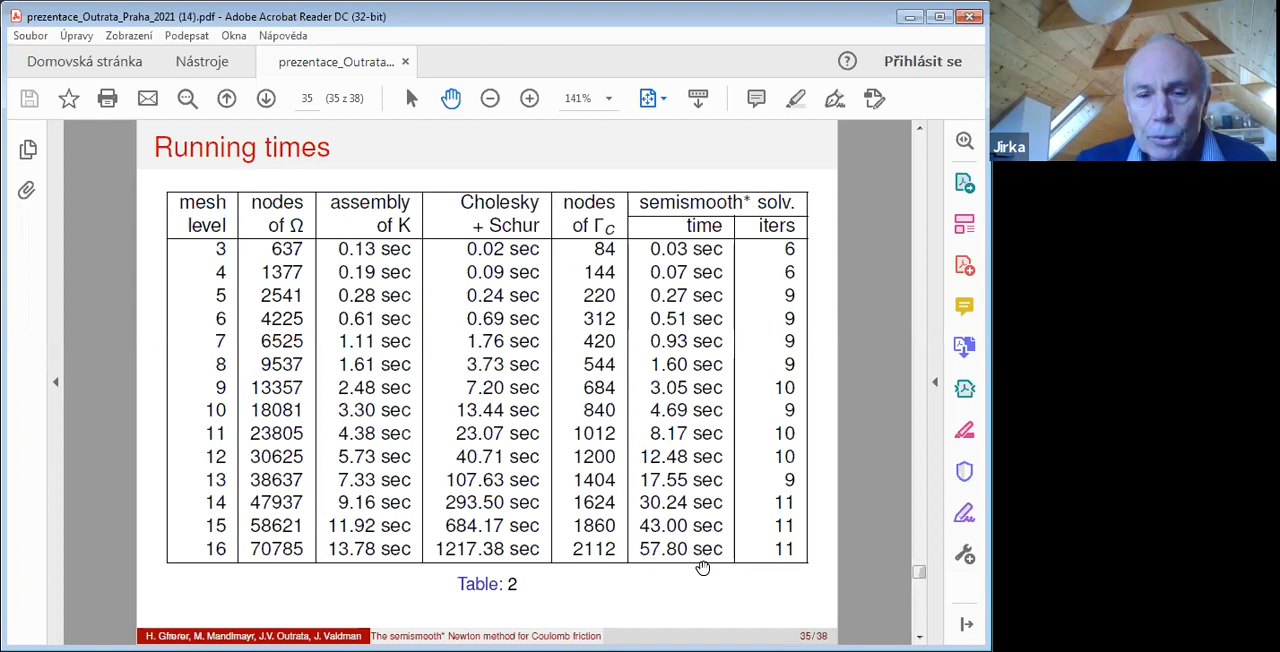 prezentace_Outrata_Praha_2021 (14).pdf - Adobe Acrobat Reader DC (32-bit)
Soubor Úpravy Zobrazení Podepsat Okna Nápověda
Domovská stránka Nástroje prezentace_Outrata... × Přihlásit se
35 (35 z 38) 141%
Jirka
Running times
mesh nodes assembly Cholesky nodes semismooth* solv.
level of Ω of K + Schur of ΓC time iters
3 637 0.13 sec 0.02 sec 84 0.03 sec 6
4 1377 0.19 sec 0.09 sec 144 0.07 sec 6
5 2541 0.28 sec 0.24 sec 220 0.27 sec 9
6 4225 0.61 sec 0.69 sec 312 0.51 sec 9
7 6525 1.11 sec 1.76 sec 420 0.93 sec 9
8 9537 1.61 sec 3.73 sec 544 1.60 sec 9
9 13357 2.48 sec 7.20 sec 684 3.05 sec 10
10 18081 3.30 sec 13.44 sec 840 4.69 sec 9
11 23805 4.38 sec 23.07 sec 1012 8.17 sec 10
12 30625 5.73 sec 40.71 sec 1200 12.48 sec 10
13 38637 7.33 sec 107.63 sec 1404 17.55 sec 9
14 47937 9.16 sec 293.50 sec 1624 30.24 sec 11
15 58621 11.92 sec 684.17 sec 1860 43.00 sec 11
16 70785 13.78 sec 1217.38 sec 2112 57.80 sec 11
Table: 2
H. Gfrerer, M. Mandlmayr, J.V. Outrata, J. Valdman The semismooth* Newton method for Coulomb friction 35/38